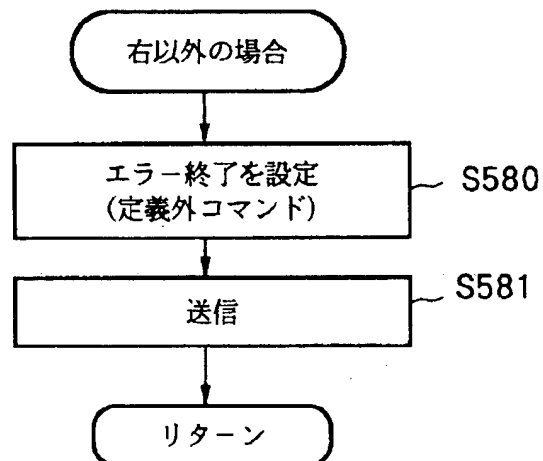 右以外の場合
エラー終了を設定
(定義外コマンド)
S580
送信
S581
リターン